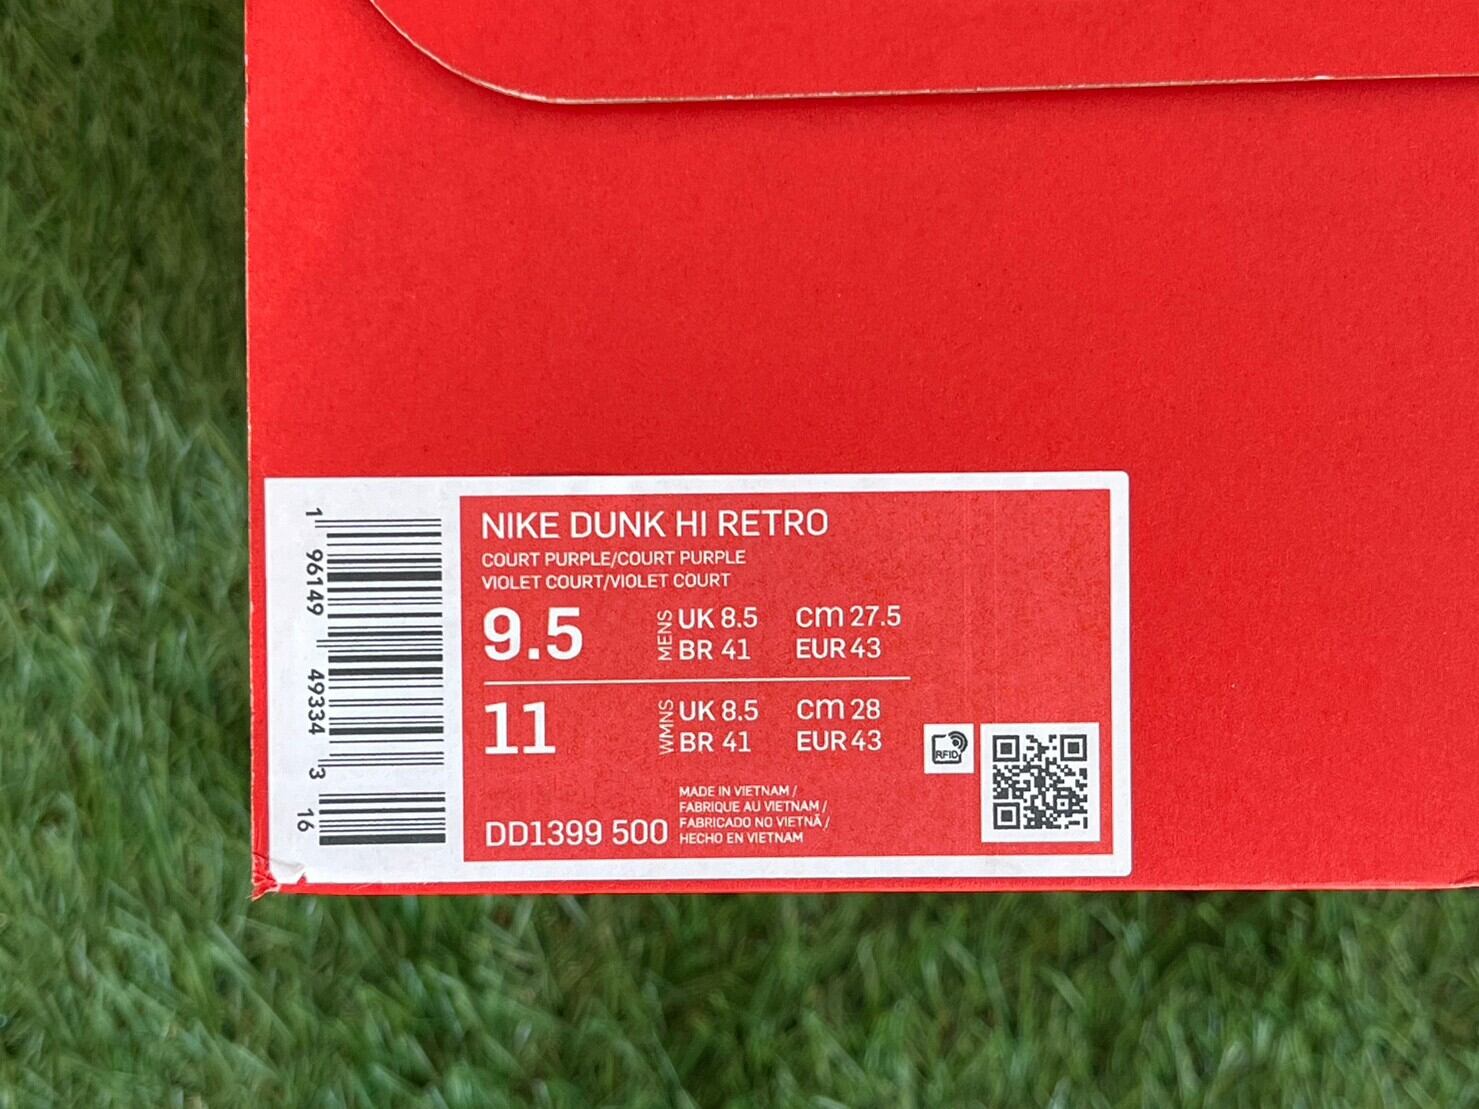 NIKE DUNK HI RETRO
COURT PURPLE/COURT PURPLE
VIOLET COURT/VIOLET COURT
9.5
MENS
UK 8.5 cm 27.5
BR 41 EUR 43
11
WMNS
UK 8.5 cm 28
BR 41 EUR 43
RFID
DD1399 500
MADE IN VIETNAM /
FABRIQUE AU VIETNAM /
FABRICADO NO VIETNÃ /
HECHO EN VIETNAM
1 96149 49334 3 16